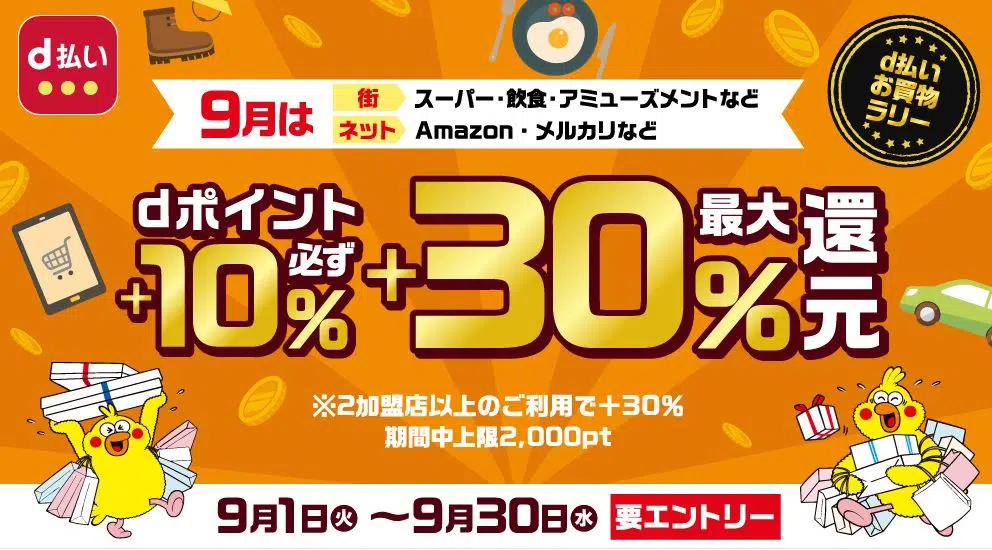 d払い
9月は
街 スーパー・飲食・アミューズメントなど
ネット Amazon・メルカリなど
d払い
お買物
ラリー
dポイント
必ず
+10%
+30%
最大
還元
※2加盟店以上のご利用で+30%
期間中上限2,000pt
9月1日火 〜9月30日水 要エントリー